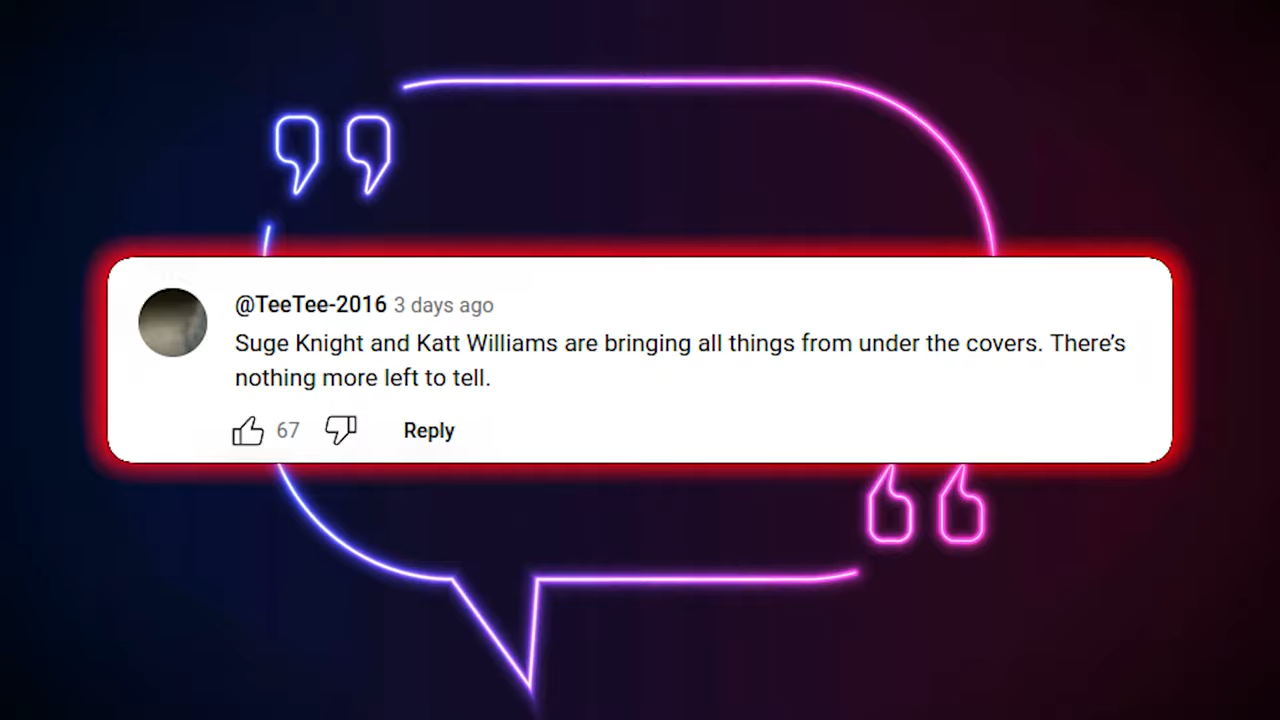 @TeeTee-2016 3 days ago
Suge Knight and Katt Williams are bringing all things from under the covers. There’s
nothing more left to tell.
67 Reply